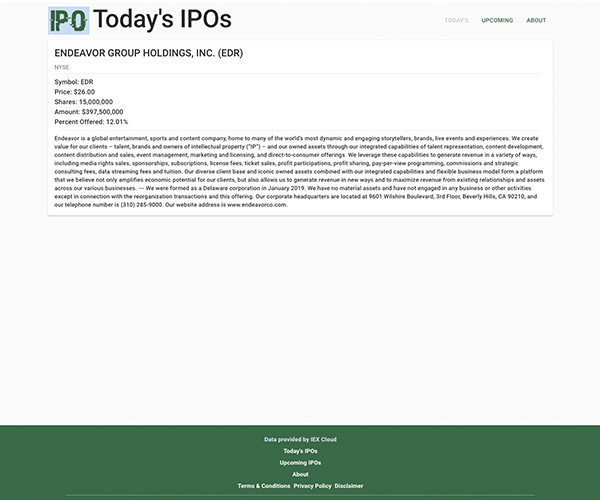 IPO Today's IPOs
TODAY'S UPCOMING ABOUT
ENDEAVOR GROUP HOLDINGS, INC. (EDR)
NYSE
Symbol: EDR
Price: $26.00
Shares: 15,000,000
Amount: $397,500,000
Percent Offered: 12.01%
Endeavor is a global entertainment, sports and content company, home to many of the world's most dynamic and engaging storytellers, brands, live events and experiences. We create
value for our clients – talent, brands and owners of intellectual property ("IP") – and our owned assets through our integrated capabilities of talent representation, content development,
content distribution and sales, event management, marketing and licensing, and direct-to-consumer offerings. We leverage these capabilities to generate revenue in a variety of ways,
including media rights sales, sponsorships, subscriptions, license fees, ticket sales, profit participations, profit sharing, pay-per-view programming, commissions and strategic
consulting fees, data streaming fees and tuition. Our diverse client base and iconic owned assets combined with our integrated capabilities and flexible business model form a platform
that we believe not only amplifies economic potential for our clients, but also allows us to generate revenue in new ways and to maximize revenue from existing relationships and assets
across our various businesses. --- We were formed as a Delaware corporation in January 2019. We have no material assets and have not engaged in any business or other activities
except in connection with the reorganization transactions and this offering. Our corporate headquarters are located at 9601 Wilshire Boulevard, 3rd Floor, Beverly Hills, CA 90210, and
our telephone number is (310) 285-9000. Our website address is www.endeavorco.com.
Data provided by IEX Cloud
Today's IPOs
Upcoming IPOs
About
Terms & Conditions Privacy Policy Disclaimer